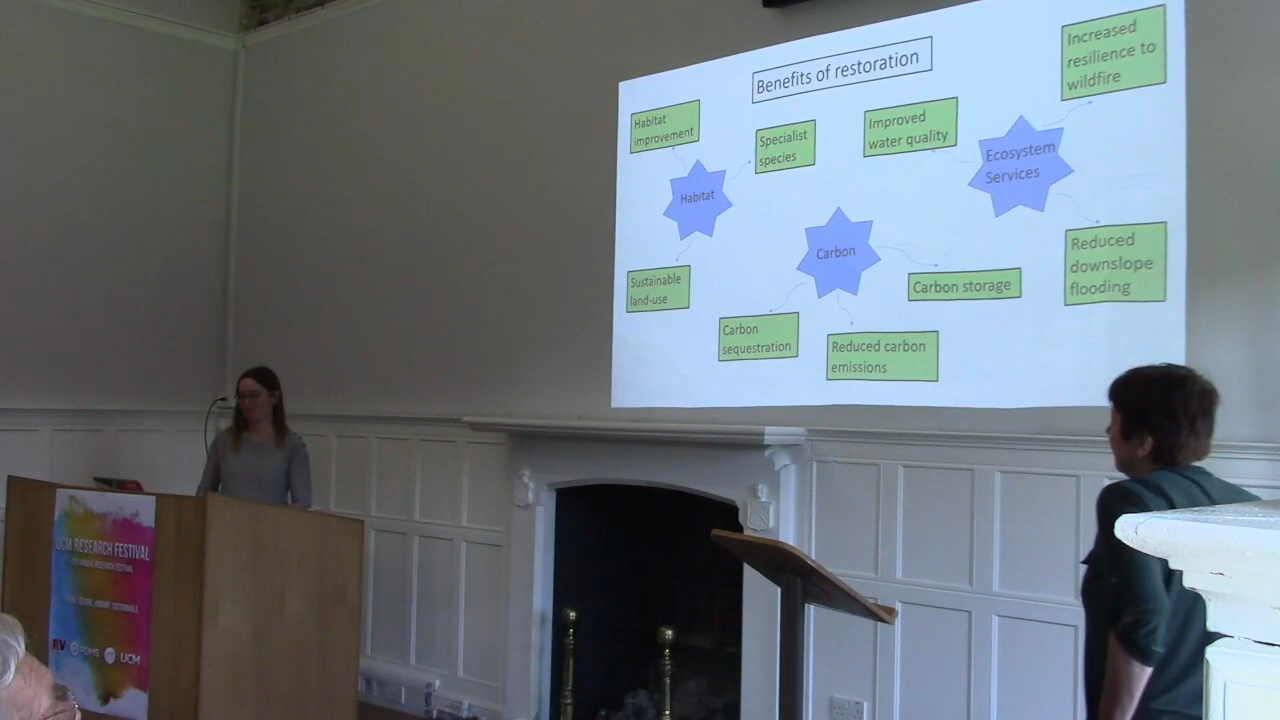 Benefits of restoration
Increased
resilience to
wildfire
Habitat
improvement
Specialist
species
Improved
water quality
Ecosystem
Services
Habitat
Carbon
Sustainable
land-use
Carbon storage
Reduced
downslope
flooding
Carbon
sequestration
Reduced carbon
emissions
UCM RESEARCH FESTIVAL
PDMS
UCM